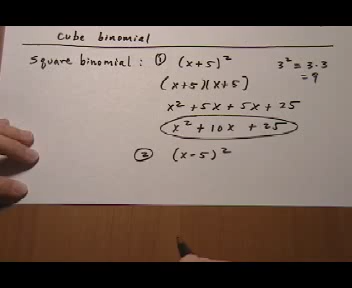 cube binomial
Square binomial : ① (x+5)² 3² = 3·3
(x+5)(x+5) = 9
x² + 5x + 5x + 25
x² + 10x + 25
② (x-5)²